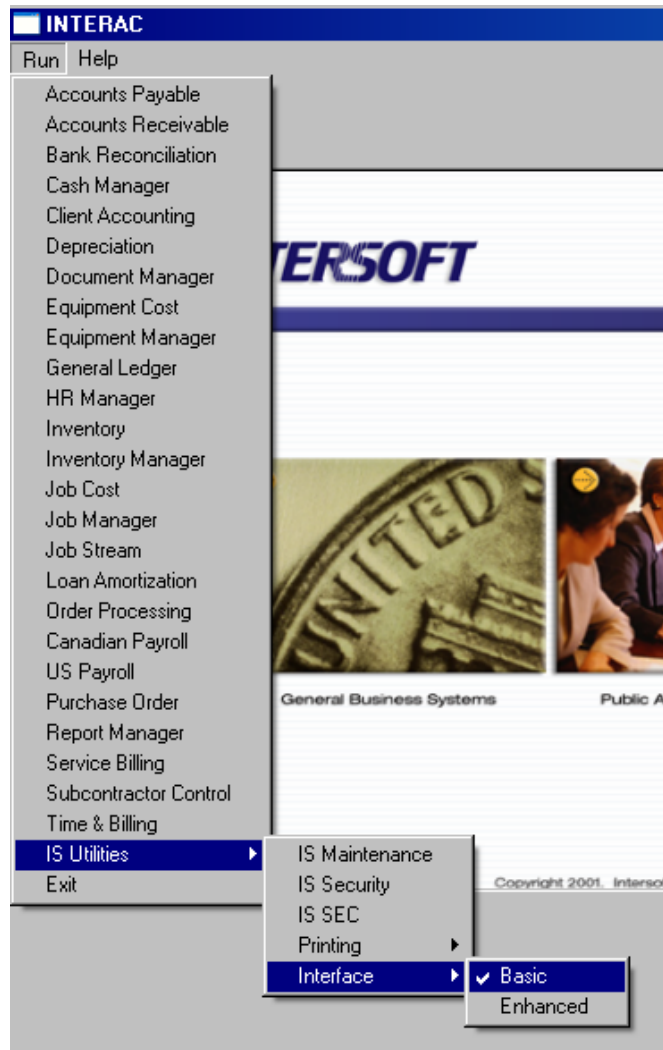 INTERAC
Run Help
Accounts Payable
Accounts Receivable
Bank Reconciliation
Cash Manager
Client Accounting
Depreciation
Document Manager
Equipment Cost
Equipment Manager
General Ledger
HR Manager
Inventory
Inventory Manager
Job Cost
Job Manager
Job Stream
Loan Amortization
Order Processing
Canadian Payroll
US Payroll
Purchase Order
Report Manager
Service Billing
Subcontractor Control
Time & Billing
IS Utilities
Exit
TERSOFT
UNITED S
General Business Systems
Public A
Copyright 2001. Interso
IS Maintenance
IS Security
IS SEC
Printing
Interface
Basic
Enhanced